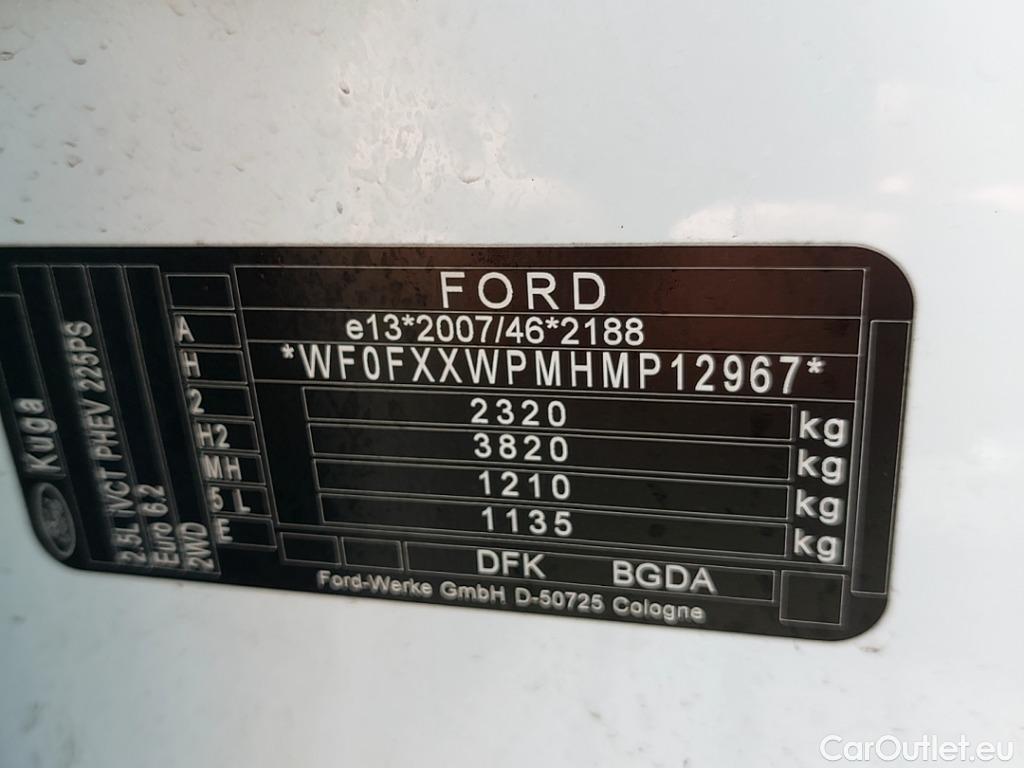 FORD
e13*2007/46*2188
*WF0FXXWPMHMP12967*
2320 kg
3820 kg
1210 kg
1135 kg
DFK BGDA
Ford-Werke GmbH D-50725 Cologne
A
H
2
H2
MH
5 L
E
Kuga
2.5L IVCT PHEV 225PS
Euro 6.2
2WD
CarOutlet.eu